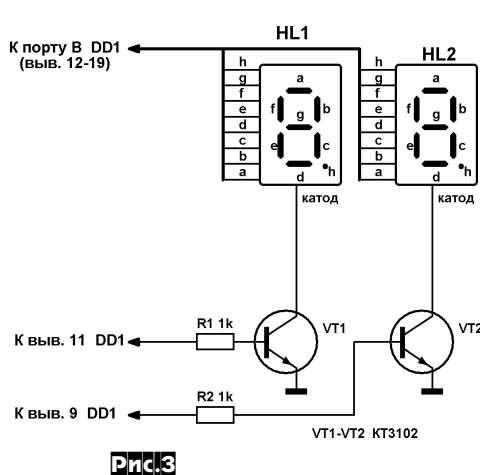 HL1
К порту В DD1
(выв. 12-19)
HL2
h
g
f
e
d
c
b
a
a
f
b
g
e
c
d
h
h
g
f
e
d
c
b
a
a
f
b
g
e
c
d
h
катод
катод
R1 1k
VT1
VT2
К выв. 11 DD1
R2 1k
К выв. 9 DD1
VT1-VT2 КТ3102
Рис.3